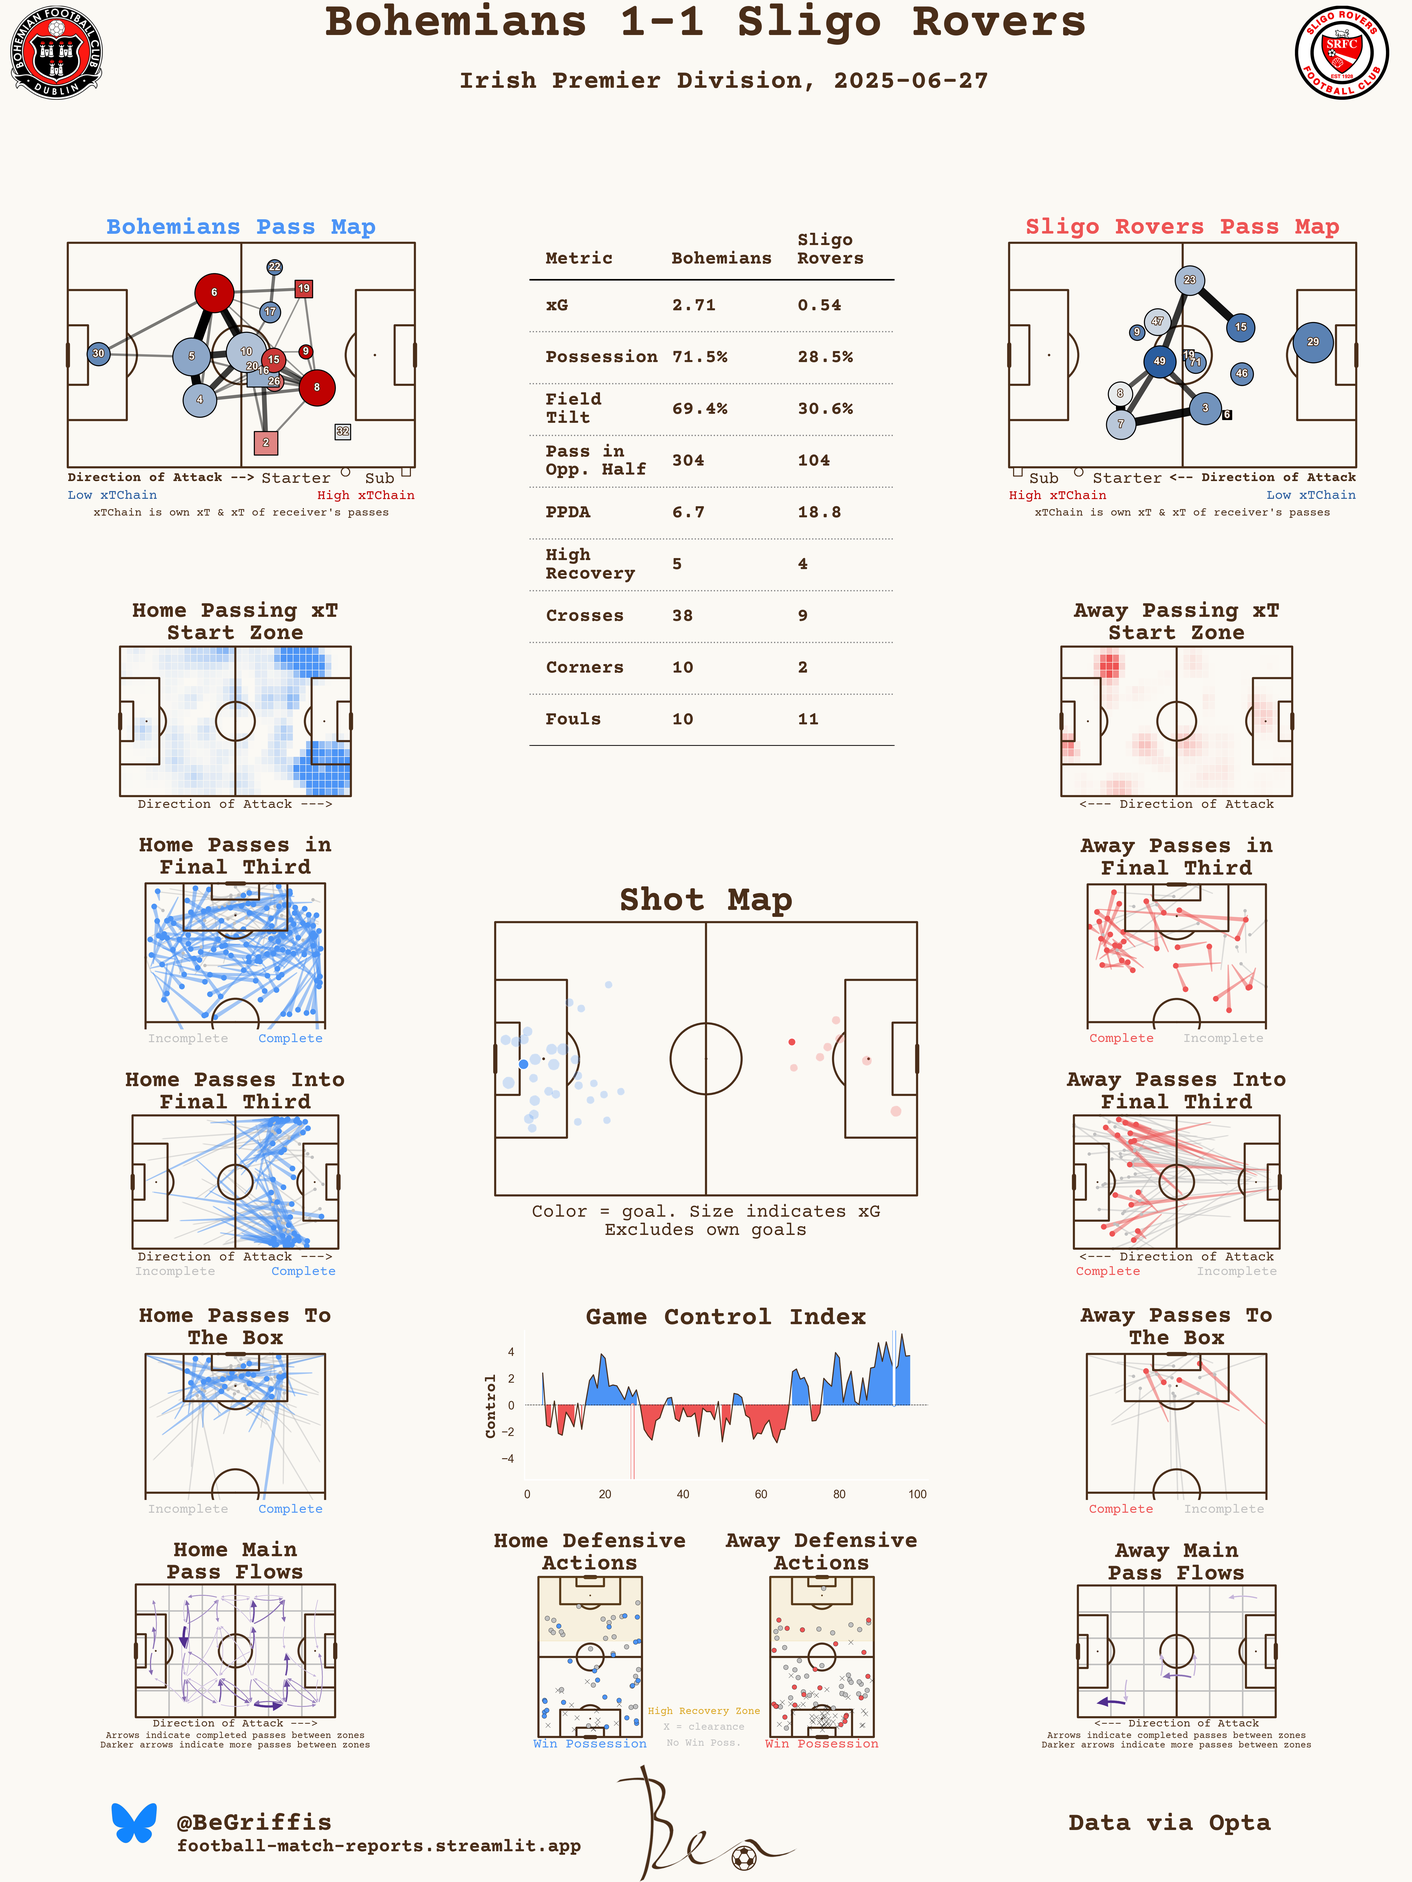 Bohemians 1-1 Sligo Rovers
Irish Premier Division, 2025-06-27
BOHEMIAN FOOTBALL CLUB
DUBLIN
SLIGO ROVERS
SRFC
EST 1928
FOOTBALL CLUB
Bohemians Pass Map
22
6
19
17
30
5
10
15
9
20
16
26
8
4
2
32
Direction of Attack --> Starter Sub
Low xTChain High xTChain
xTChain is own xT & xT of receiver's passes
Metric Bohemians Sligo Rovers
xG 2.71 0.54
Possession 71.5% 28.5%
Field Tilt 69.4% 30.6%
Pass in Opp. Half 304 104
PPDA 6.7 18.8
High Recovery 5 4
Crosses 38 9
Corners 10 2
Fouls 10 11
Sligo Rovers Pass Map
23
47
9
15
29
49
19
71
46
8
3
6
7
Sub Starter <-- Direction of Attack
High xTChain Low xTChain
xTChain is own xT & xT of receiver's passes
Home Passing xT
Start Zone
Direction of Attack --->
Away Passing xT
Start Zone
<--- Direction of Attack
Home Passes in
Final Third
Incomplete Complete
Away Passes in
Final Third
Complete Incomplete
Shot Map
Color = goal. Size indicates xG
Excludes own goals
Home Passes Into
Final Third
Direction of Attack --->
Incomplete Complete
Away Passes Into
Final Third
<--- Direction of Attack
Complete Incomplete
Home Passes To
The Box
Incomplete Complete
Game Control Index
Control
4
2
0
−2
−4
0 20 40 60 80 100
Away Passes To
The Box
Complete Incomplete
Home Main
Pass Flows
Direction of Attack --->
Arrows indicate completed passes between zones
Darker arrows indicate more passes between zones
Home Defensive
Actions
Win Possession
Away Defensive
Actions
Win Possession
High Recovery Zone
X = clearance
No Win Poss.
Away Main
Pass Flows
<--- Direction of Attack
Arrows indicate completed passes between zones
Darker arrows indicate more passes between zones
@BeGriffis
football-match-reports.streamlit.app
Ben
Data via Opta